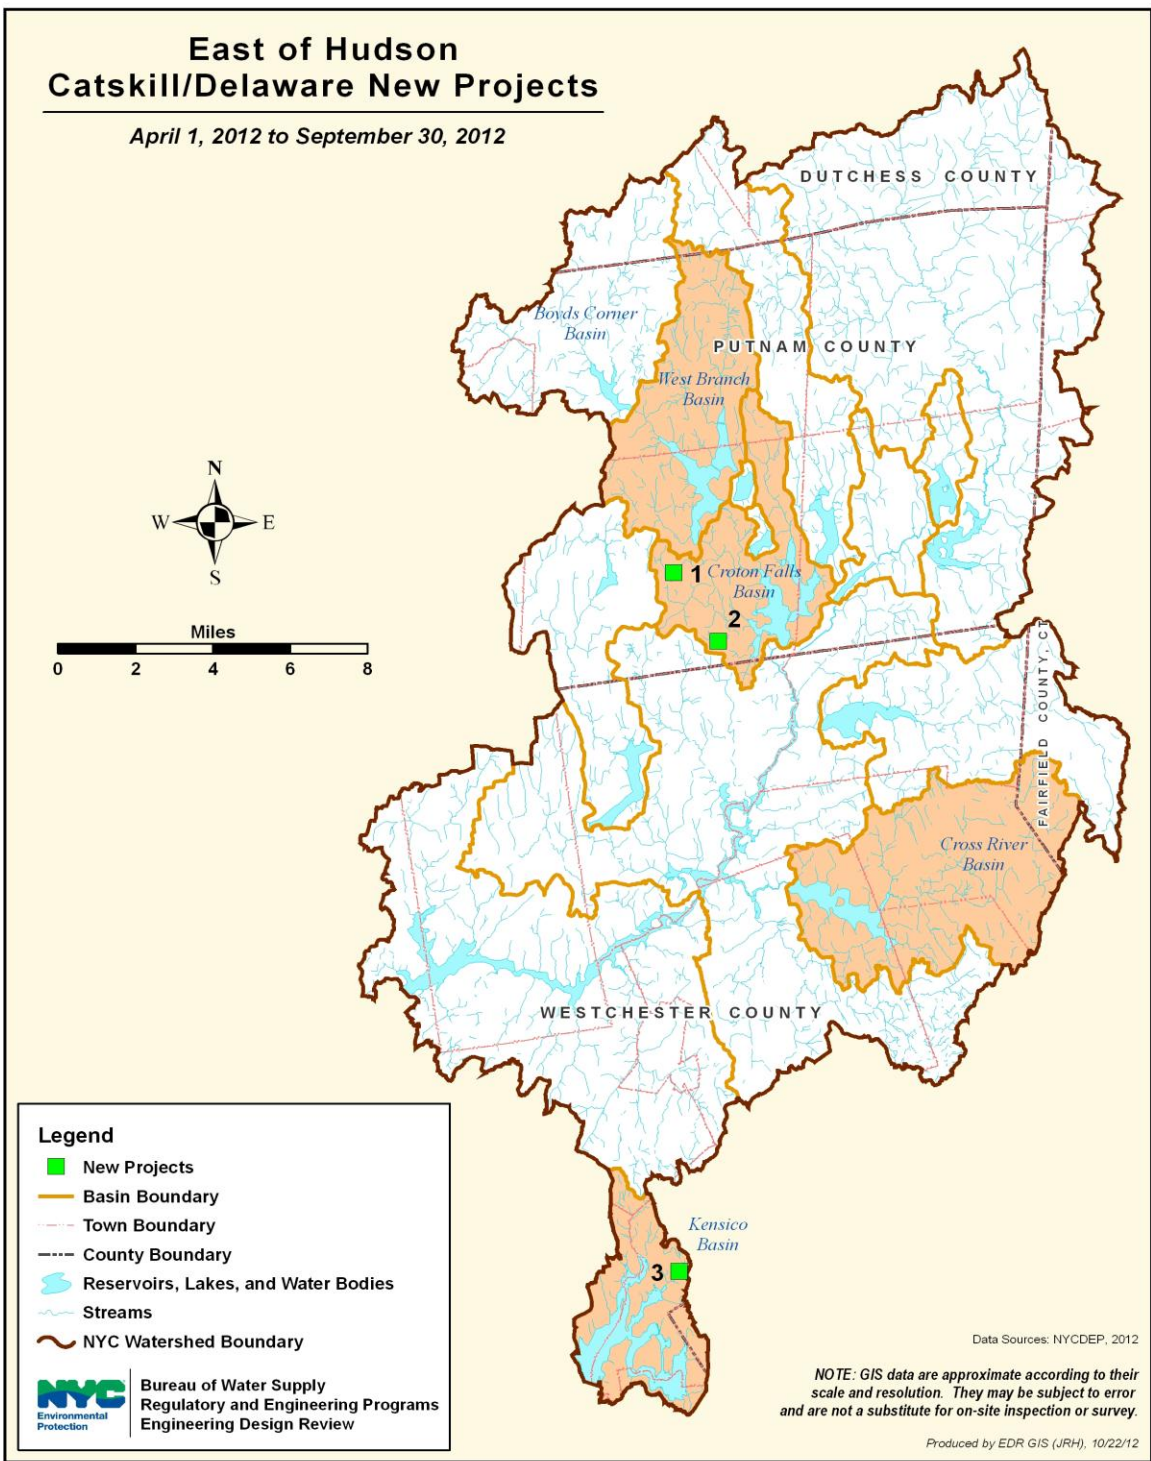 East of Hudson
Catskill/Delaware New Projects
April 1, 2012 to September 30, 2012
DUTCHESS COUNTY
Boyds Corner
Basin
PUTNAM COUNTY
West Branch
Basin
N
W E
S
1
Croton Falls
Basin
2
Miles
0 2 4 6 8
FAIRFIELD COUNTY, CT
Cross River
Basin
WESTCHESTER COUNTY
Kensico
Basin
3
Legend
New Projects
Basin Boundary
Town Boundary
County Boundary
Reservoirs, Lakes, and Water Bodies
Streams
NYC Watershed Boundary
NYC
Environmental
Protection
Bureau of Water Supply
Regulatory and Engineering Programs
Engineering Design Review
Data Sources: NYCDEP, 2012
NOTE: GIS data are approximate according to their
scale and resolution. They may be subject to error
and are not a substitute for on-site inspection or survey.
Produced by EDR GIS (JRH), 10/22/12